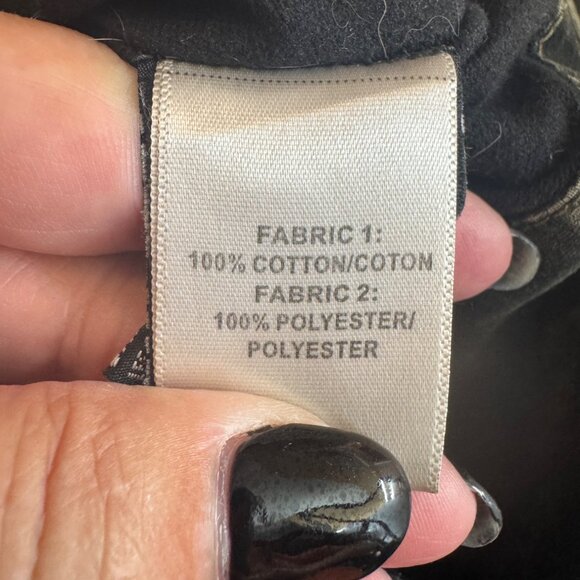 FABRIC 1:
100% COTTON/COTON
FABRIC 2:
100% POLYESTER/
POLYESTER